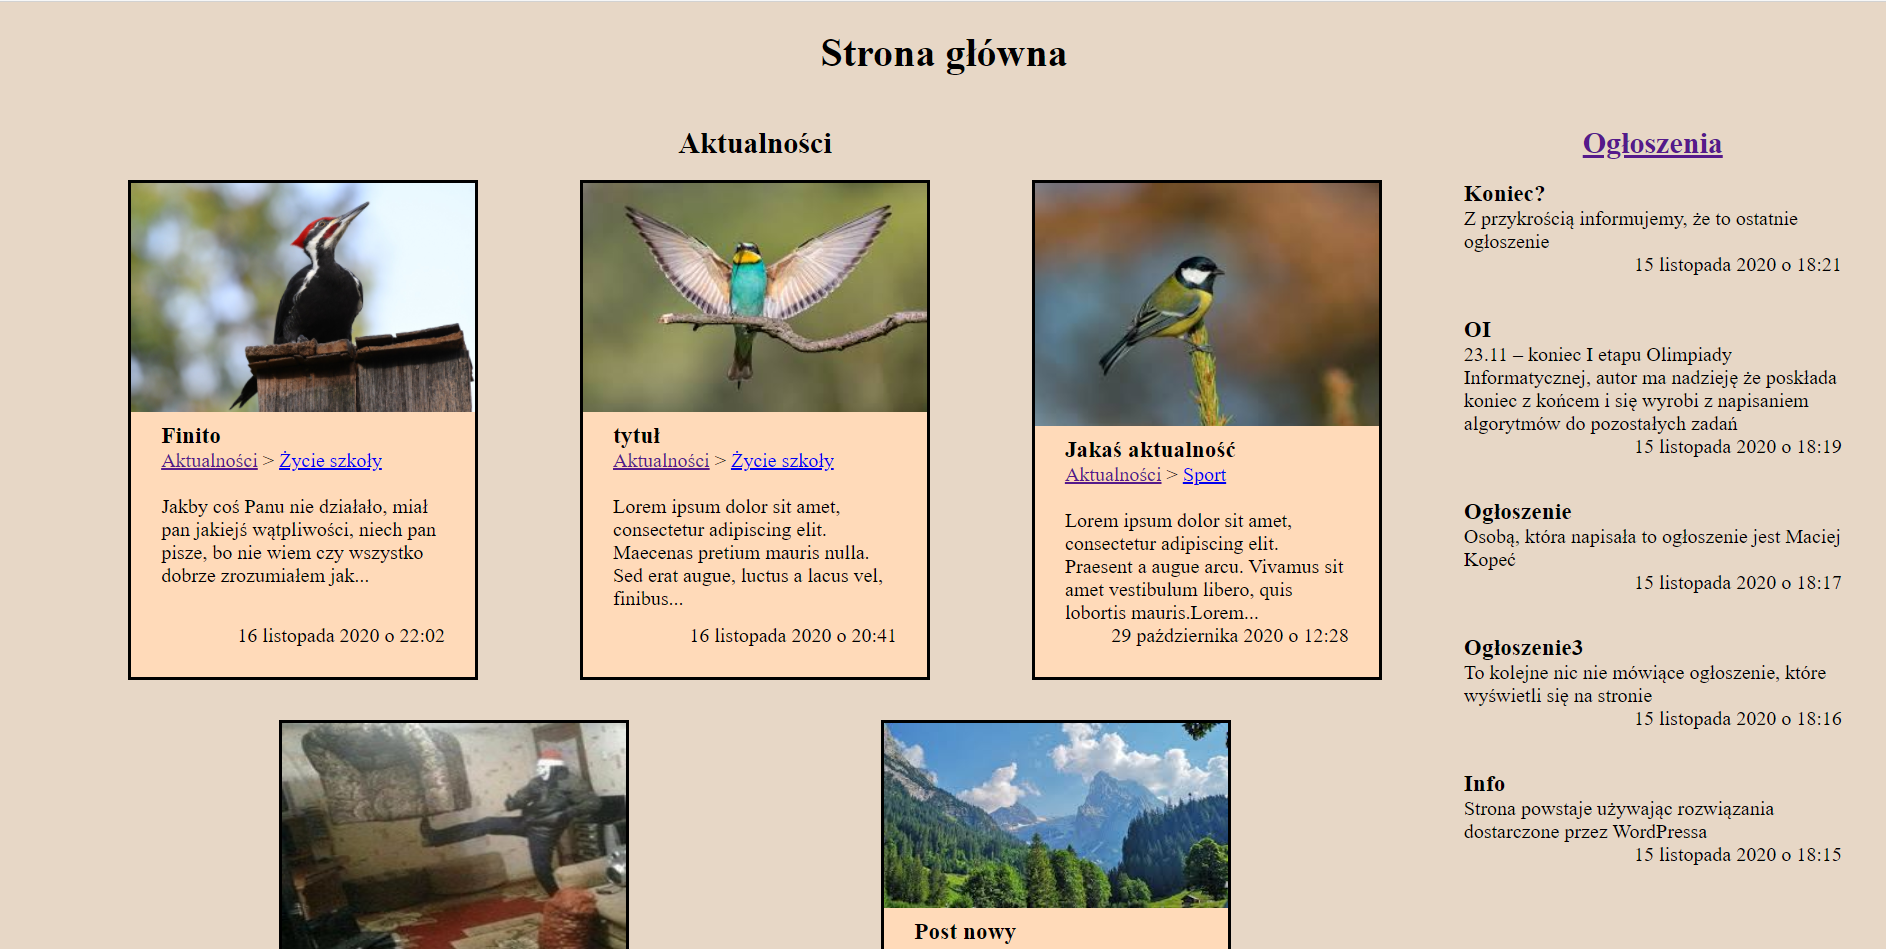 Strona główna
Aktualności
Finito
Aktualności > Życie szkoły
Jakby coś Panu nie działało, miał
pan jakiejś wątpliwości, niech pan
pisze, bo nie wiem czy wszystko
dobrze zrozumiałem jak...
16 listopada 2020 o 22:02
tytuł
Aktualności > Życie szkoły
Lorem ipsum dolor sit amet,
consectetur adipiscing elit.
Maecenas pretium mauris nulla.
Sed erat augue, luctus a lacus vel,
finibus...
16 listopada 2020 o 20:41
Jakaś aktualność
Aktualności > Sport
Lorem ipsum dolor sit amet,
consectetur adipiscing elit.
Praesent a augue arcu. Vivamus sit
amet vestibulum libero, quis
lobortis mauris.Lorem...
29 października 2020 o 12:28
Post nowy
Ogłoszenia
Koniec?
Z przykrością informujemy, że to ostatnie
ogłoszenie
15 listopada 2020 o 18:21
OI
23.11 – koniec I etapu Olimpiady
Informatycznej, autor ma nadzieję że poskłada
koniec z końcem i się wyrobi z napisaniem
algorytmów do pozostałych zadań
15 listopada 2020 o 18:19
Ogłoszenie
Osobą, która napisała to ogłoszenie jest Maciej
Kopeć
15 listopada 2020 o 18:17
Ogłoszenie3
To kolejne nic nie mówiące ogłoszenie, które
wyświetli się na stronie
15 listopada 2020 o 18:16
Info
Strona powstaje używając rozwiązania
dostarczone przez WordPressa
15 listopada 2020 o 18:15